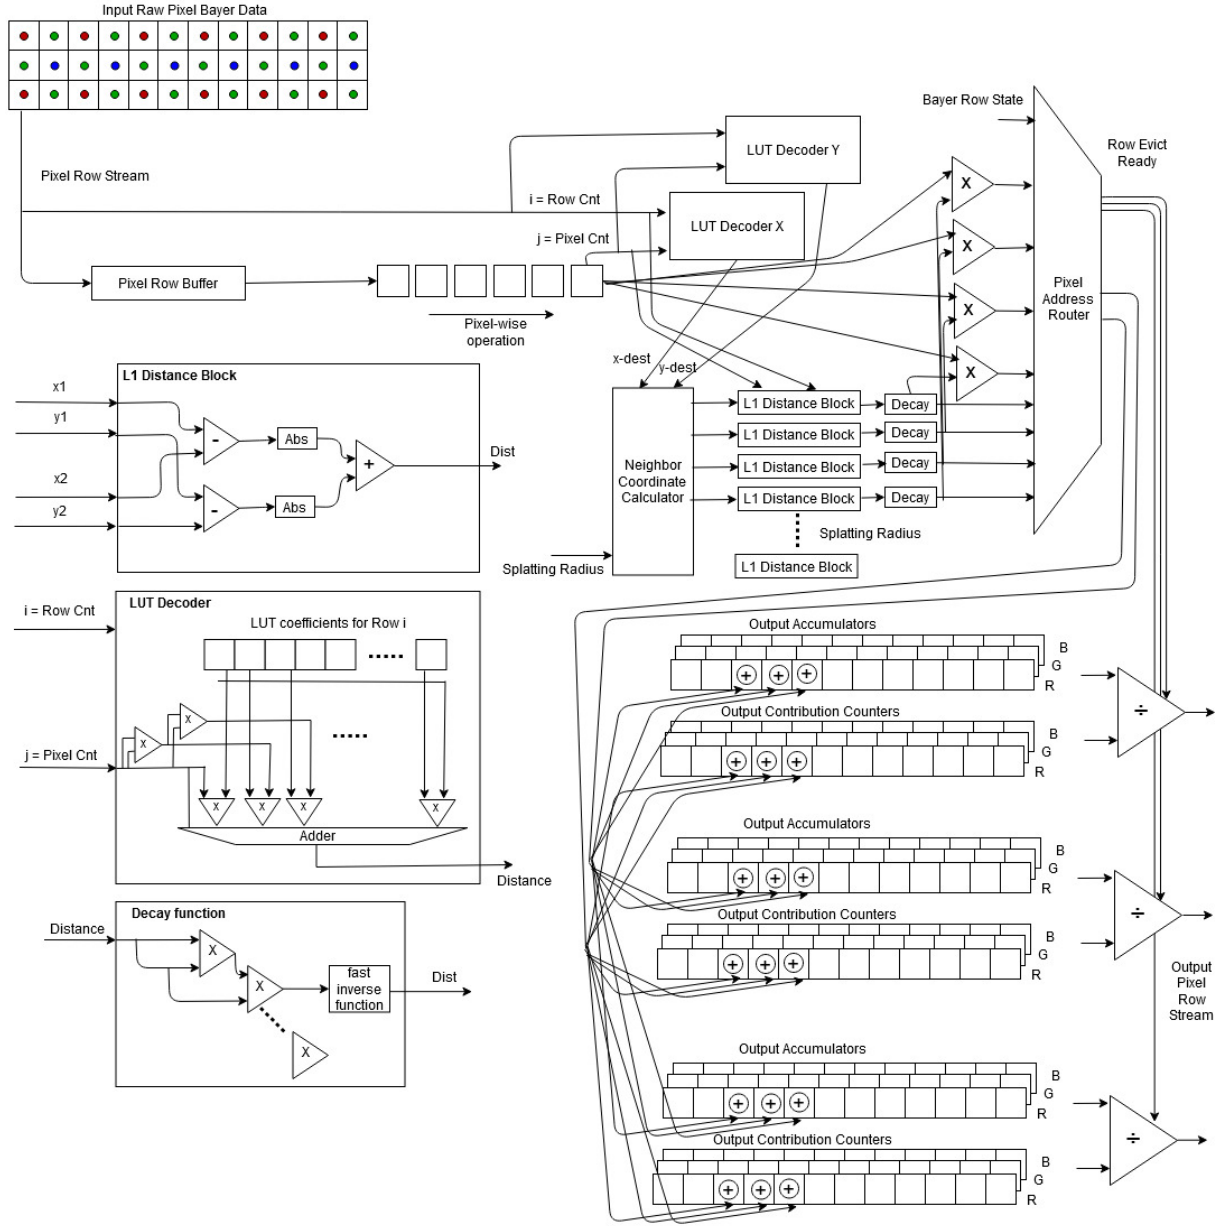 Input Raw Pixel Bayer Data
Bayer Row State
Row Evict
Ready
LUT Decoder Y
X
Pixel Row Stream
i = Row Cnt
LUT Decoder X
j = Pixel Cnt
X
Pixel Row Buffer
Pixel
Address
Router
X
Pixel-wise
operation
x-dest
y-dest
X
L1 Distance Block
x1
y1
x2
y2
-
Abs
+
Dist
-
Abs
Neighbor
Coordinate
Calculator
L1 Distance Block
Decay
L1 Distance Block
Decay
L1 Distance Block
Decay
L1 Distance Block
Decay
Splatting Radius
L1 Distance Block
Splatting Radius
LUT Decoder
i = Row Cnt
LUT coefficients for Row i
X
X
j = Pixel Cnt
X
X
X
X
Adder
Distance
Output Accumulators
B
G
R
+ + +
Output Contribution Counters
B
G
R
+ + +
÷
Output Accumulators
B
G
R
+ + +
Output Contribution Counters
B
G
R
+ + +
÷
Output
Pixel
Row
Stream
Decay function
Distance
X
X
fast
inverse
function
Dist
X
Output Accumulators
B
G
R
+ + +
Output Contribution Counters
B
G
R
+ + +
÷